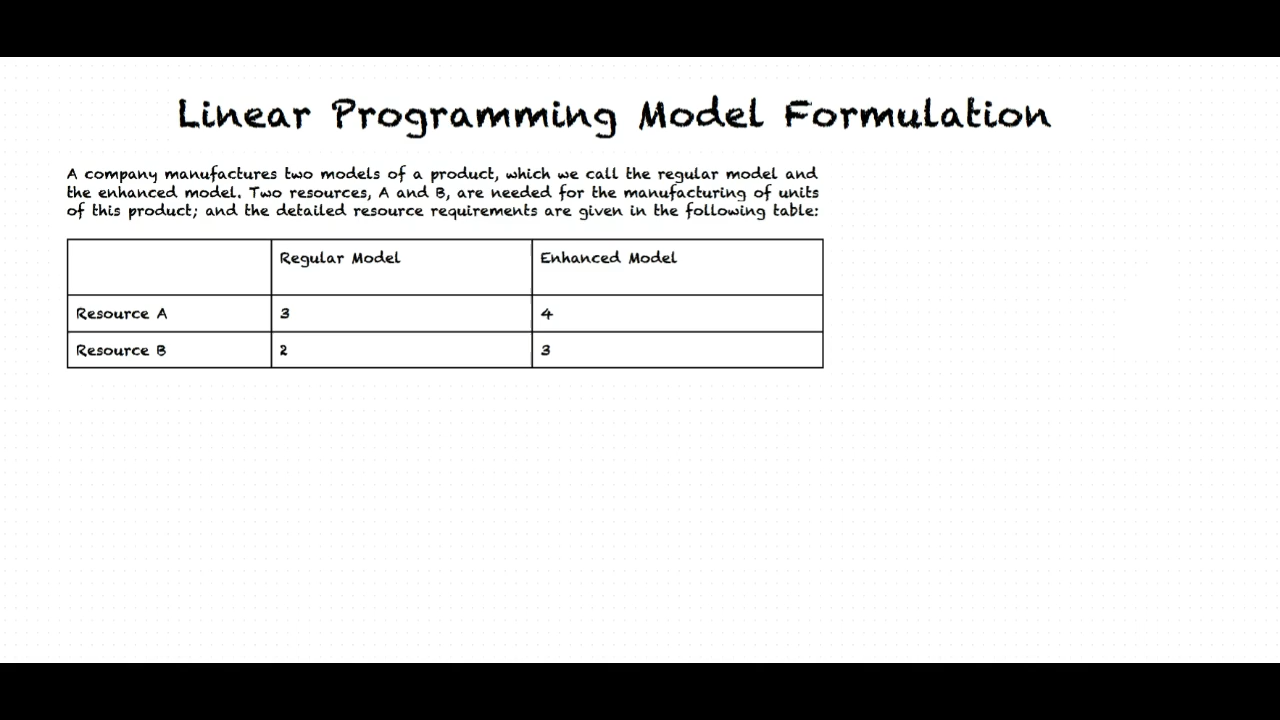 Linear Programming Model Formulation
A company manufactures two models of a product, which we call the regular model and
the enhanced model. Two resources, A and B, are needed for the manufacturing of units
of this product; and the detailed resource requirements are given in the following table:
Regular Model Enhanced Model
Resource A 3 4
Resource B 2 3